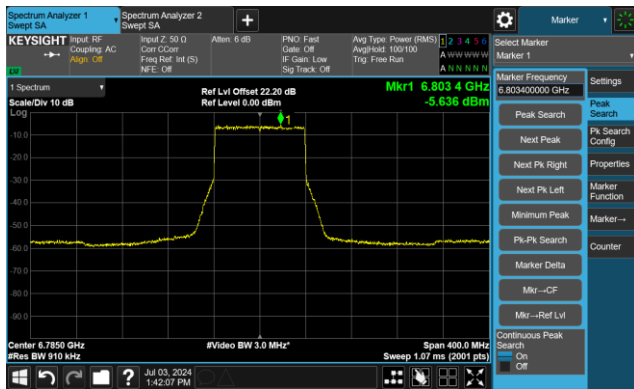 Spectrum Analyzer 1
Swept SA
Spectrum Analyzer 2
Swept SA
+
Marker
KEYSIGHT
Input: RF
Coupling: AC
Align: Off
Input Z: 50 Ω
Corr CCorr
Freq Ref: Int (S)
NFE: Off
Atten: 6 dB
PNO: Fast
Gate: Off
IF Gain: Low
Sig Track: Off
Avg Type: Power (RMS)
Avg|Hold: 100/100
Trig: Free Run
1 2 3 4 5 6
A W W W W W
A N N N N N
Select Marker
Marker 1
1 Spectrum
Scale/Div 10 dB
Log
Ref Lvl Offset 22.20 dB
Ref Level 0.00 dBm
Mkr1 6.803 4 GHz
-5.636 dBm
1
-10.0
-20.0
-30.0
-40.0
-50.0
-60.0
-70.0
-80.0
-90.0
Center 6.7850 GHz
#Res BW 910 kHz
#Video BW 3.0 MHz*
Span 400.0 MHz
Sweep 1.07 ms (2001 pts)
Marker Frequency
6.803400000 GHz
Peak Search
Next Peak
Next Pk Right
Next Pk Left
Minimum Peak
Pk-Pk Search
Marker Delta
Mkr→CF
Mkr→Ref Lvl
Continuous Peak
Search
On
Off
Settings
Peak
Search
Pk Search
Config
Properties
Marker
Function
Marker→
Counter
?
Jul 03, 2024
1:42:07 PM